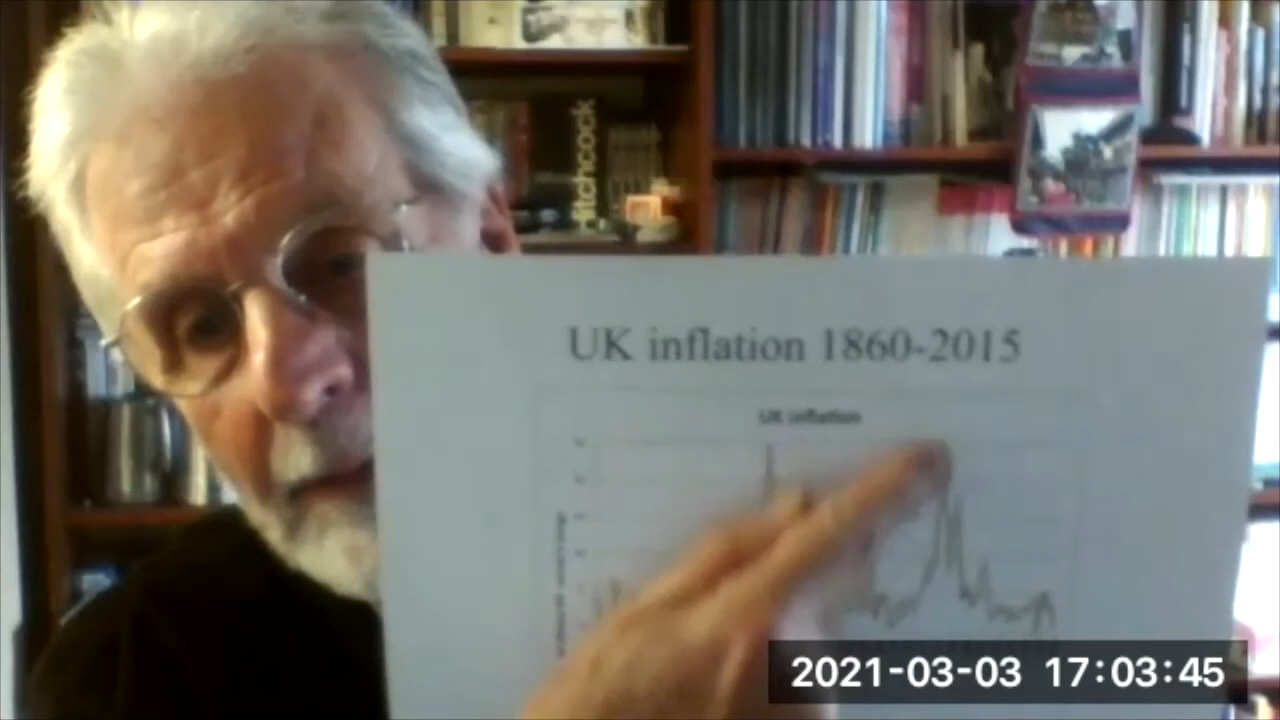 Hitchcock
UK inflation 1860-2015
UK inflation
2021-03-03 17:03:45